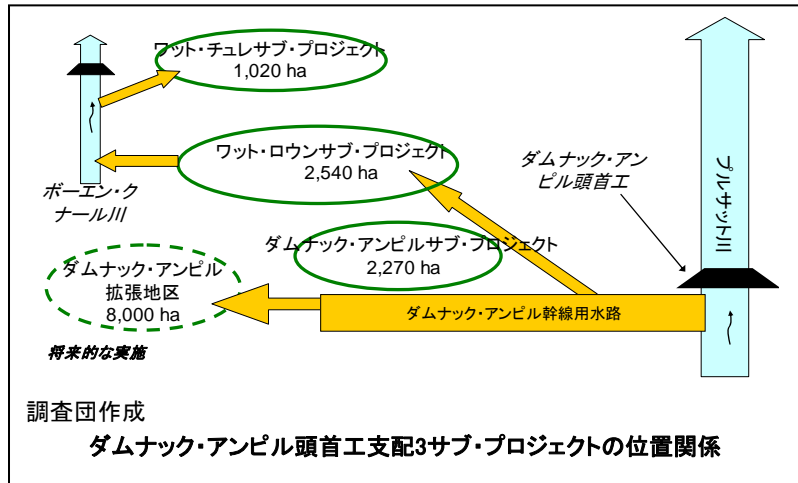 ワット・チュレサブ・プロジェクト
1,020 ha
ワット・ロウンサブ・プロジェクト
2,540 ha
ボーエン・ク
ナール川
ダムナック・アン
ピル頭首工
プルサット川
ダムナック・アンピルサブ・プロジェクト
2,270 ha
ダムナック・アンピル
拡張地区
8,000 ha
ダムナック・アンピル幹線用水路
将来的な実施
調査団作成
ダムナック・アンピル頭首工支配3サブ・プロジェクトの位置関係